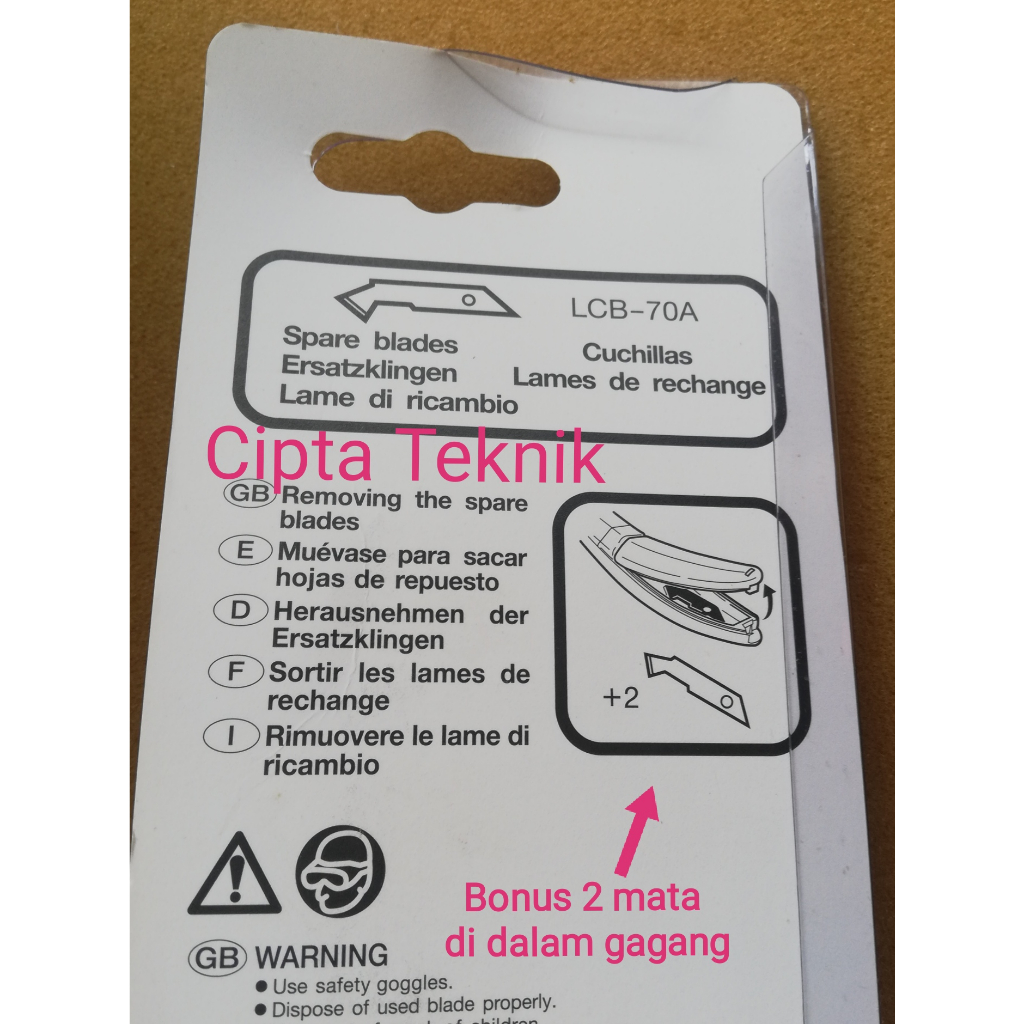 LCB-70A
Spare blades
Ersatzklingen
Lame di ricambio
Cuchillas
Lames de rechange
Cipta Teknik
GB Removing the spare
blades
E Muévase para sacar
hojas de repuesto
D Herausnehmen der
Ersatzklingen
F Sortir les lames de
rechange
I Rimuovere le lame di
ricambio
+2
Bonus 2 mata
di dalam gagang
GB WARNING
● Use safety goggles.
● Dispose of used blade properly.
of children